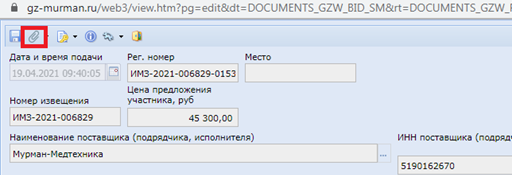 gz-murman.ru/web3/view.htm?pg=edit&dt=DOCUMENTS_GZW_BID_SM&rt=DOCUMENTS_GZW_
Дата и время подачи Рег. номер Место
19.04.2021 09:40:05 ИМЗ-2021-006829-0153
Номер извещения Цена предложения участника, руб
ИМЗ-2021-006829 45 300,00
Наименование поставщика (подрядчика, исполнителя) ИНН поставщика (подряд
Мурман-Медтехника ...
5190162670